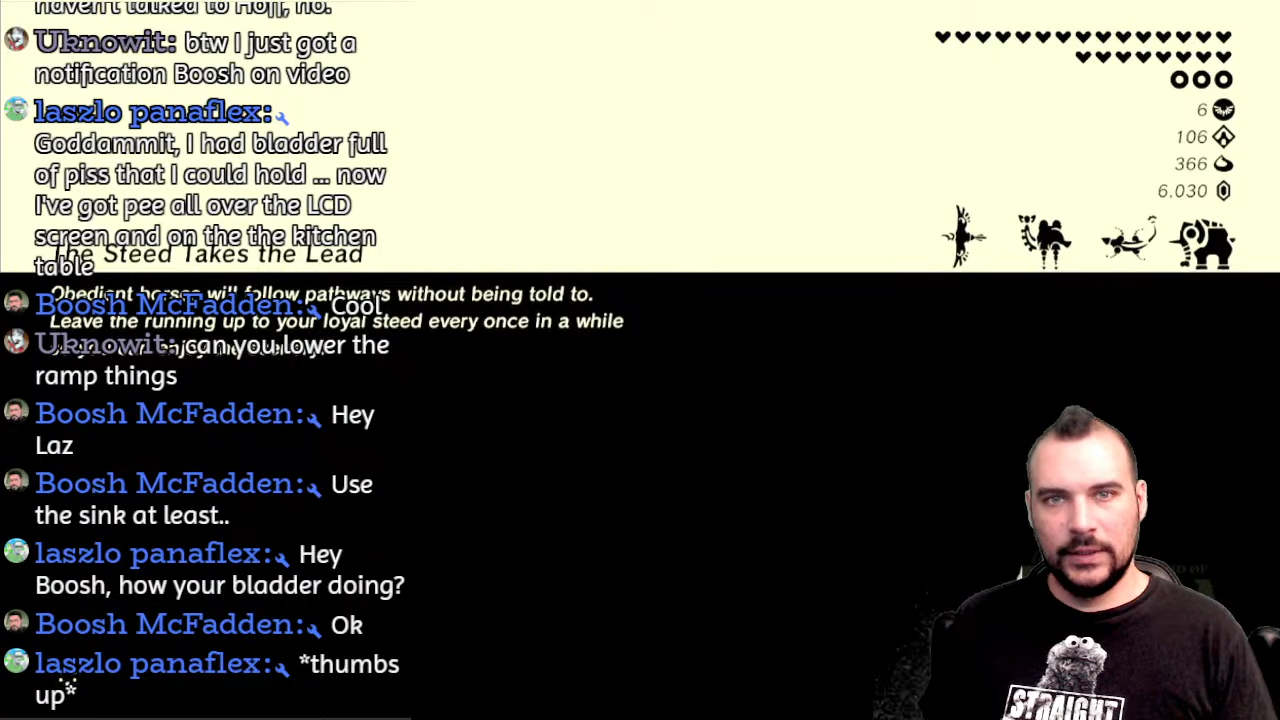 haven't talked to Hojj, no.
Uknowit: btw I just got a
notification Boosh on video
laszlo panaflex:
Goddammit, I had bladder full
of piss that I could hold ... now
I've got pee all over the LCD
screen and on the the kitchen
table
Boosh McFadden: Cool
Uknowit: can you lower the
ramp things
Boosh McFadden: Hey
Laz
Boosh McFadden: Use
the sink at least..
laszlo panaflex: Hey
Boosh, how your bladder doing?
Boosh McFadden: Ok
laszlo panaflex: *thumbs
up*
The Steed Takes the Lead
Obedient horses will follow pathways without being told to.
Leave the running up to your loyal steed every once in a while
6
106
366
6.030
STRAIGHT